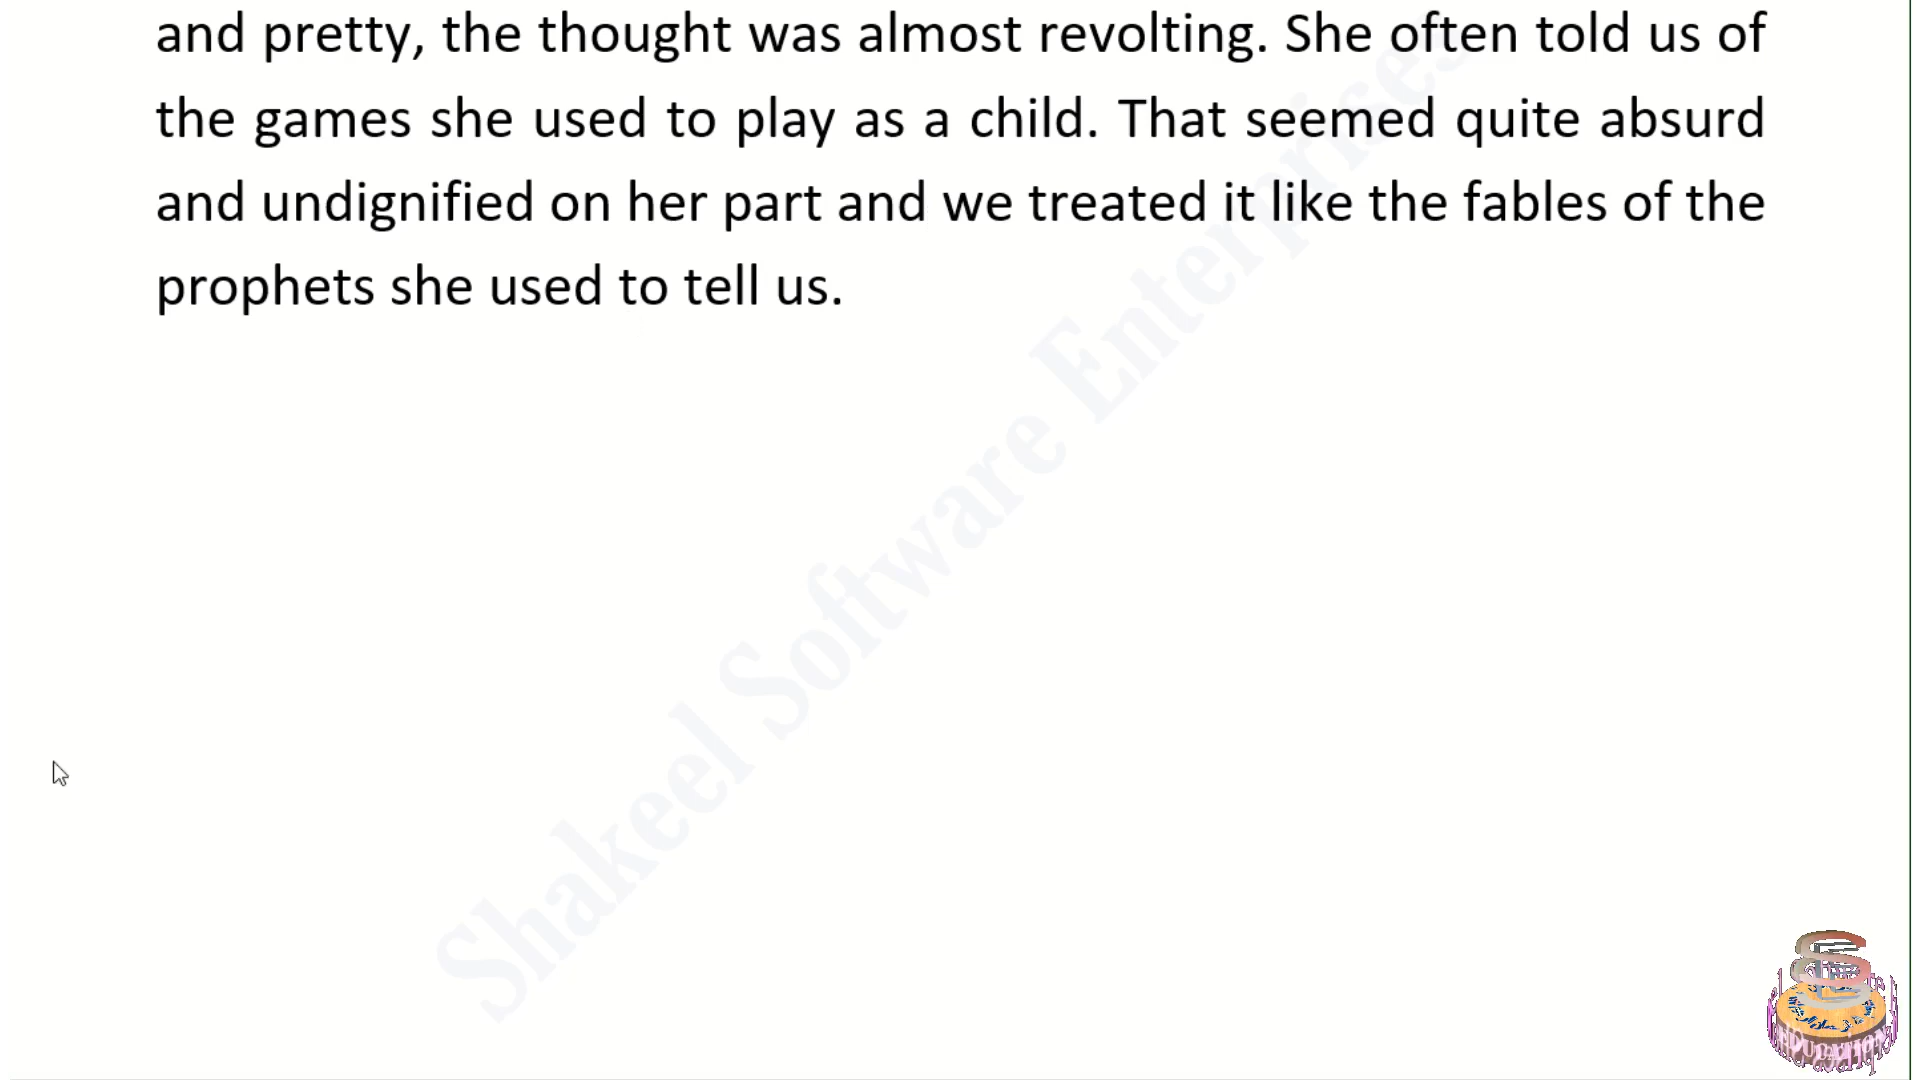 and pretty, the thought was almost revolting. She often told us of
the games she used to play as a child. That seemed quite absurd
and undignified on her part and we treated it like the fables of the
prophets she used to tell us.
Shakeel Software Enterprises
EDUCATION